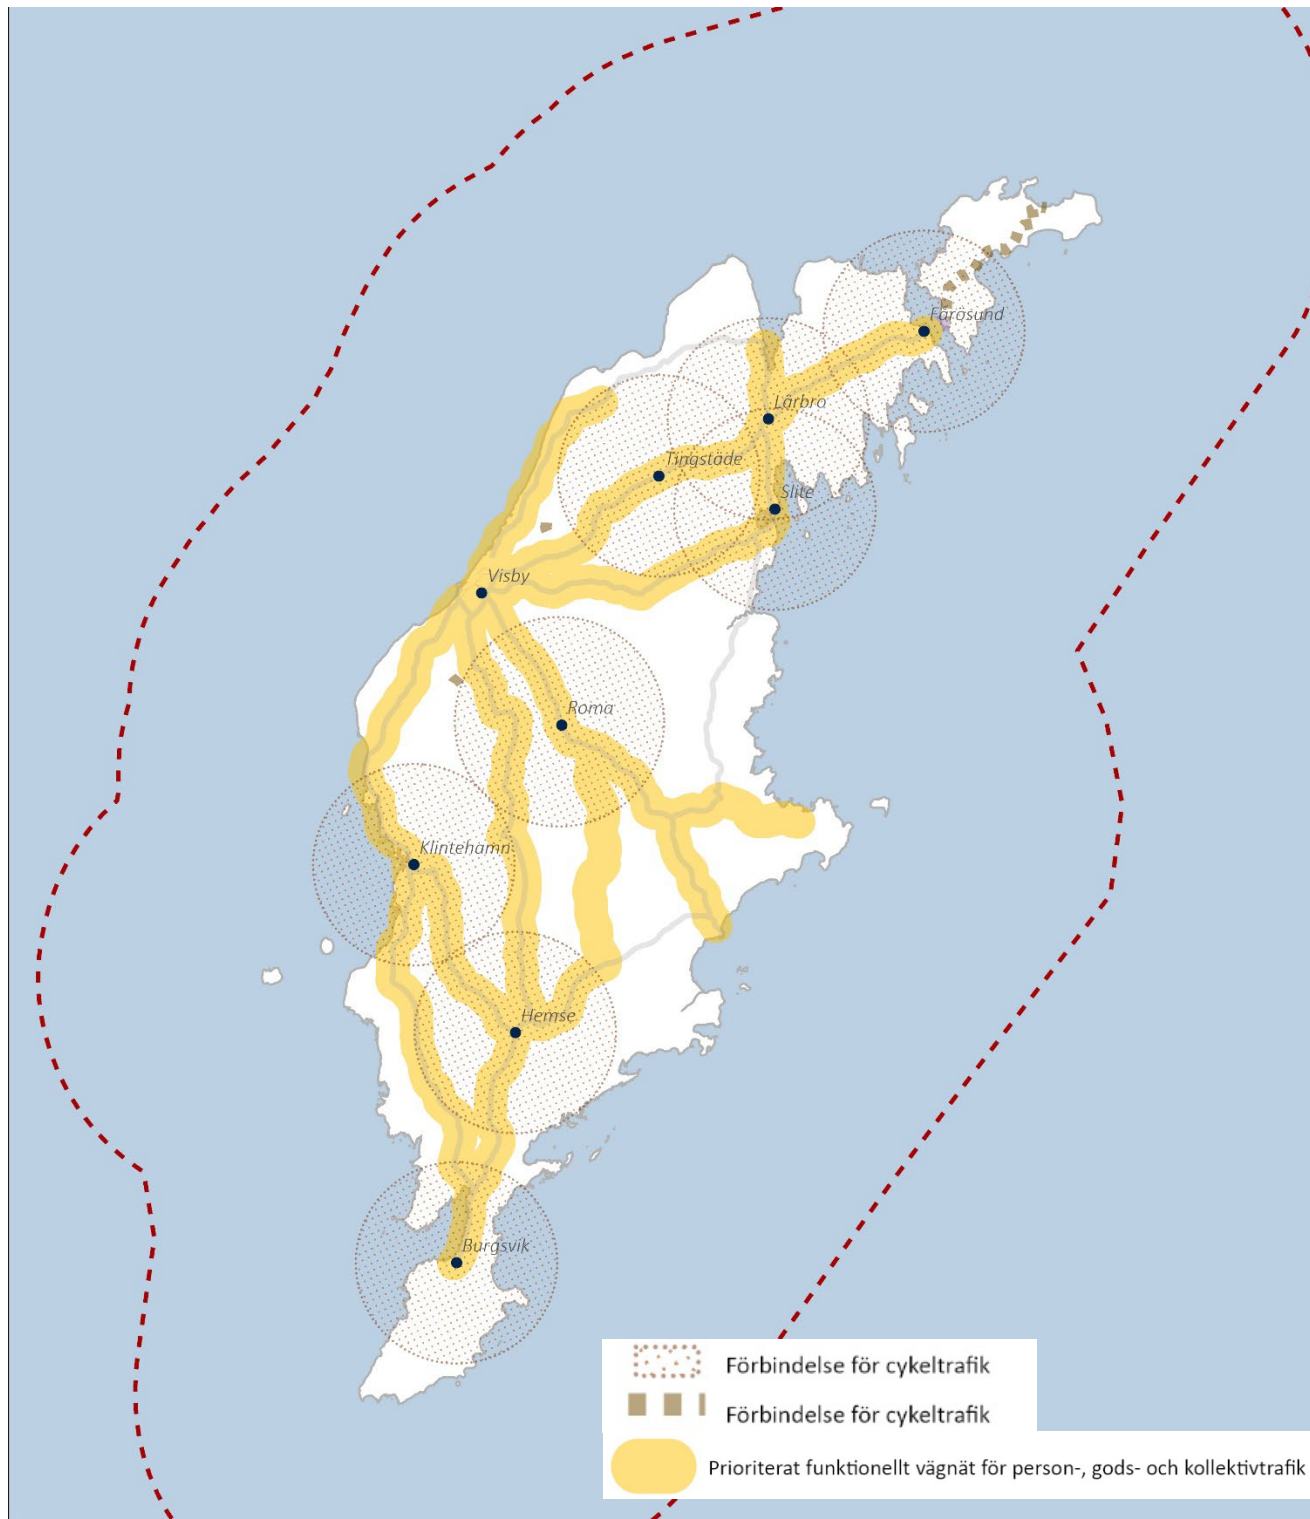 Fårösund
Lärbro
Tingstäde
Slite
Visby
Roma
Klintehamn
Hemse
Burgsvik
Förbindelse för cykeltrafik
Förbindelse för cykeltrafik
Prioriterat funktionellt vägnät för person-, gods- och kollektivtrafik